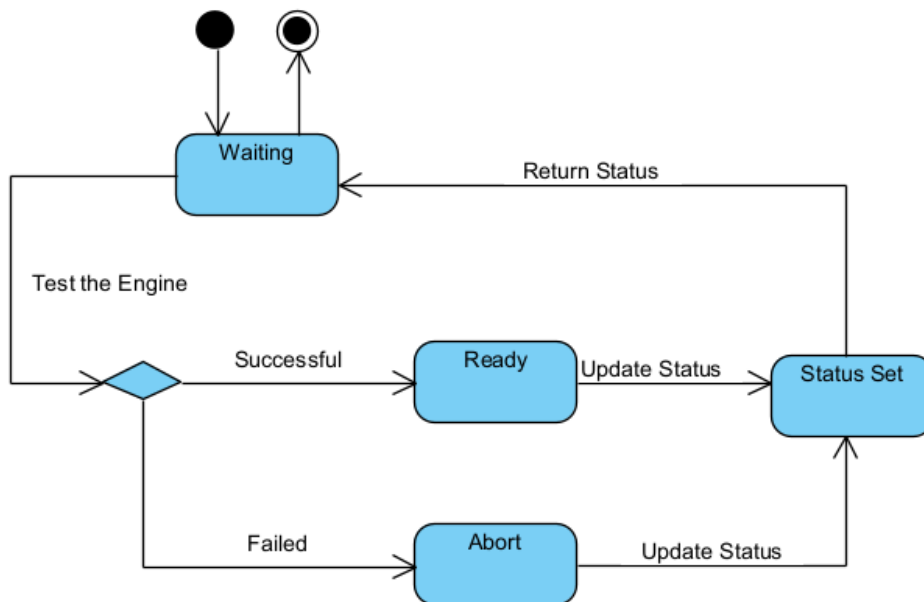 Waiting
Return Status
Test the Engine
Successful
Ready
Update Status
Status Set
Failed
Abort
Update Status